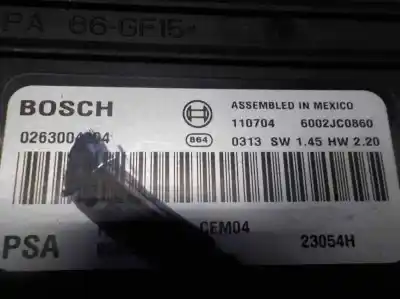 PA 66-GF15
BOSCH
ASSEMBLED IN MEXICO
110704 6002JC0860
864 0313 SW 1.45 HW 2.20
PSA CEM04 23054H